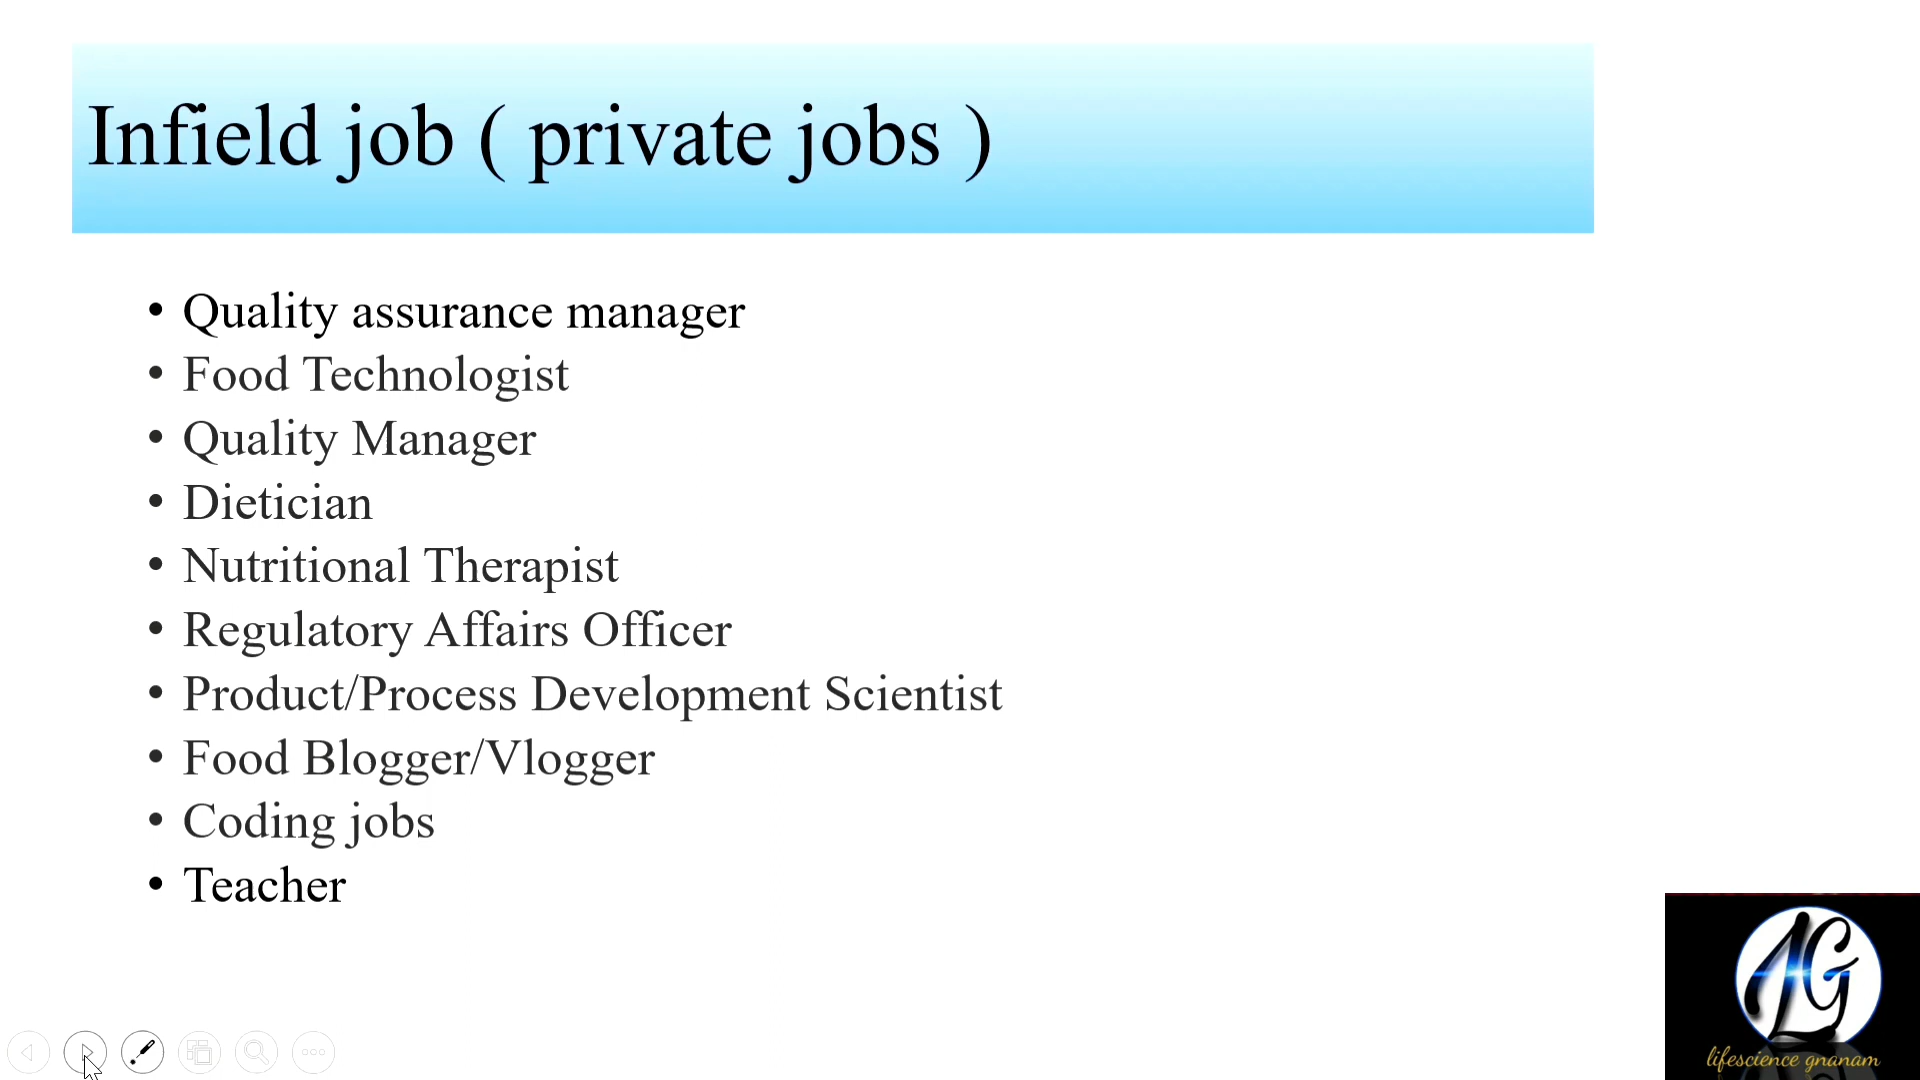 Infield job ( private jobs )
• Quality assurance manager
• Food Technologist
• Quality Manager
• Dietician
• Nutritional Therapist
• Regulatory Affairs Officer
• Product/Process Development Scientist
• Food Blogger/Vlogger
• Coding jobs
• Teacher
LG
lifescience gnanam